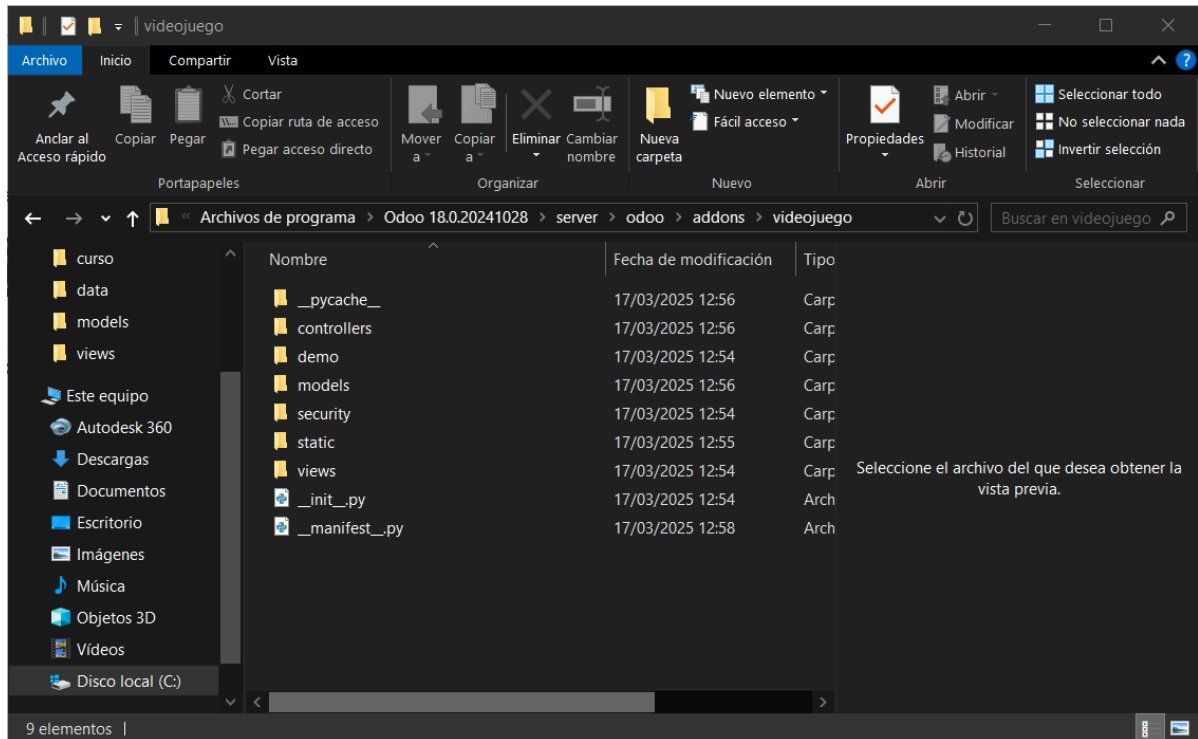 videojuego
Archivo Inicio Compartir Vista
Anclar al Acceso rápido
Copiar
Pegar
Cortar
Copiar ruta de acceso
Pegar acceso directo
Portapapeles
Mover a
Copiar a
Eliminar
Cambiar nombre
Organizar
Nueva carpeta
Nuevo elemento
Fácil acceso
Nuevo
Propiedades
Abrir
Modificar
Historial
Abrir
Seleccionar todo
No seleccionar nada
Invertir selección
Seleccionar
« Archivos de programa > Odoo 18.0.20241028 > server > odoo > addons > videojuego
Buscar en videojuego
curso
data
models
views
Este equipo
Autodesk 360
Descargas
Documentos
Escritorio
Imágenes
Música
Objetos 3D
Vídeos
Disco local (C:)
Nombre Fecha de modificación Tipo
__pycache__ 17/03/2025 12:56 Carp
controllers 17/03/2025 12:56 Carp
demo 17/03/2025 12:54 Carp
models 17/03/2025 12:56 Carp
security 17/03/2025 12:54 Carp
static 17/03/2025 12:55 Carp
views 17/03/2025 12:54 Carp
__init__.py 17/03/2025 12:54 Arch
__manifest__.py 17/03/2025 12:58 Arch
Seleccione el archivo del que desea obtener la
vista previa.
9 elementos